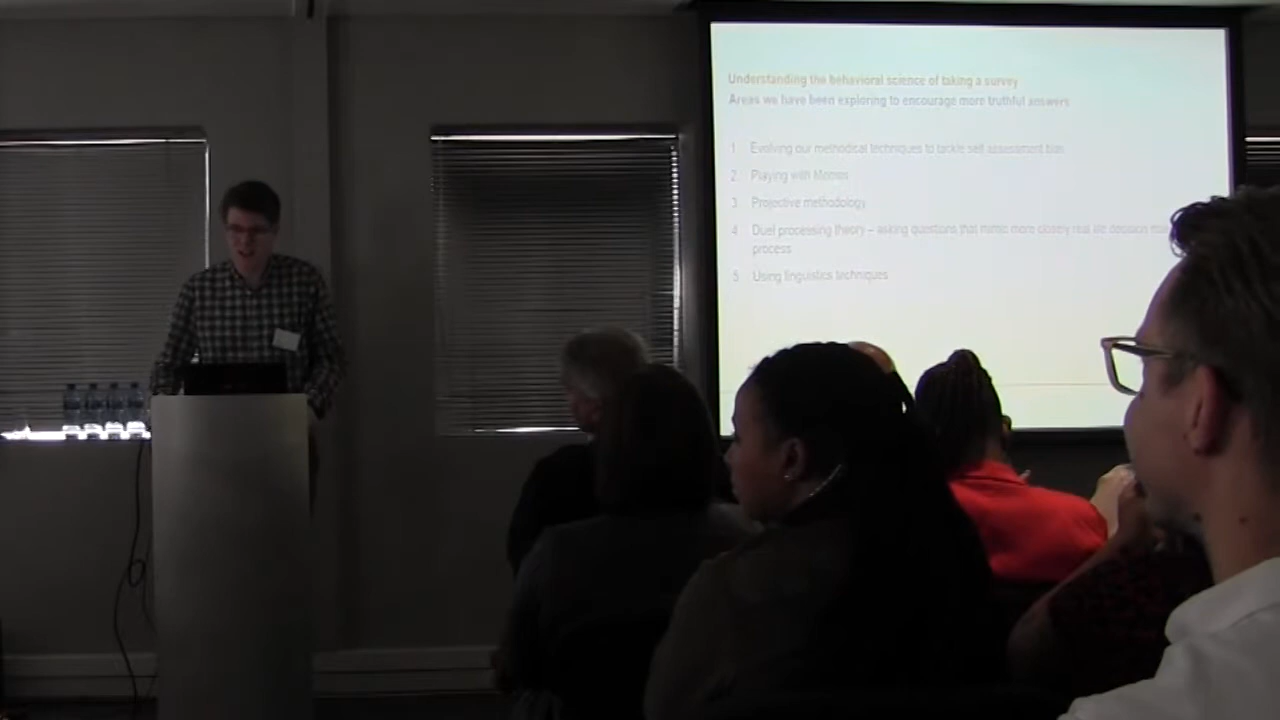 Understanding the behavioral science of taking a survey
Areas we have been exploring to encourage more truthful answers
1 Evolving our methodical techniques to tackle self assessment bias
2 Playing with
3 Projective methodology
4 Duel processing theory – asking questions that mimic more closely real life decision
process
5 Using linguistics techniques